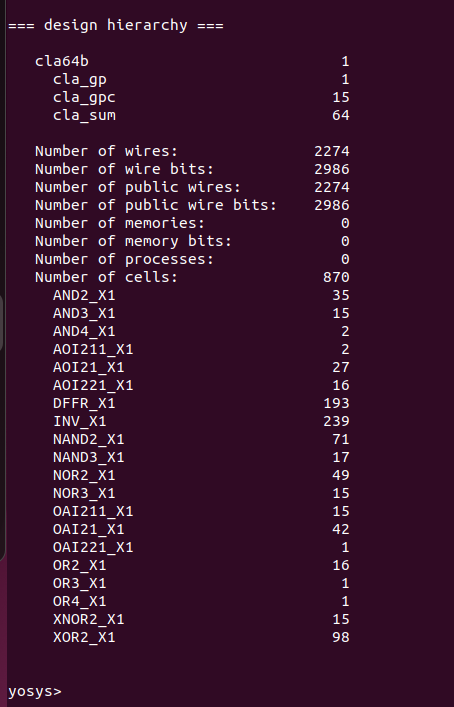 === design hierarchy ===
cla64b 1
cla_gp 1
cla_gpc 15
cla_sum 64
Number of wires: 2274
Number of wire bits: 2986
Number of public wires: 2274
Number of public wire bits: 2986
Number of memories: 0
Number of memory bits: 0
Number of processes: 0
Number of cells: 870
AND2_X1 35
AND3_X1 15
AND4_X1 2
AOI211_X1 2
AOI21_X1 27
AOI221_X1 16
DFFR_X1 193
INV_X1 239
NAND2_X1 71
NAND3_X1 17
NOR2_X1 49
NOR3_X1 15
OAI211_X1 15
OAI21_X1 42
OAI221_X1 1
OR2_X1 16
OR3_X1 1
OR4_X1 1
XNOR2_X1 15
XOR2_X1 98
yosys>